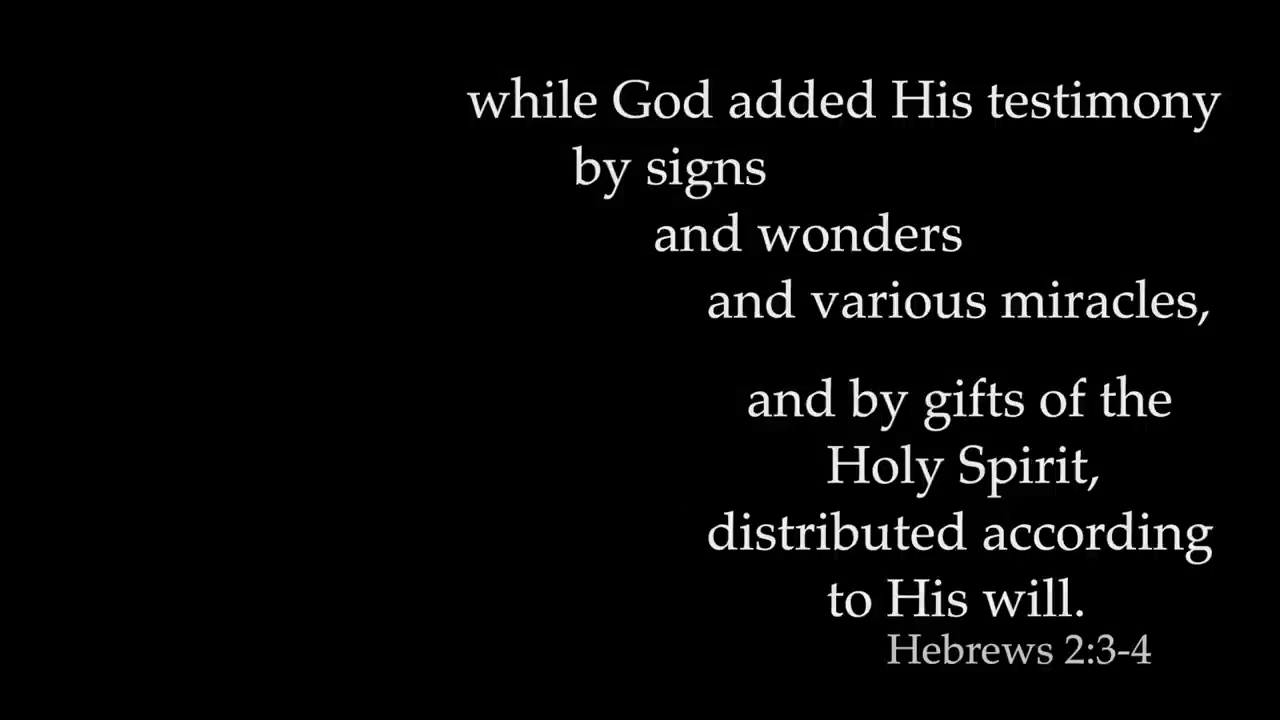 while God added His testimony
by signs
and wonders
and various miracles,
and by gifts of the
Holy Spirit,
distributed according
to His will.
Hebrews 2:3-4